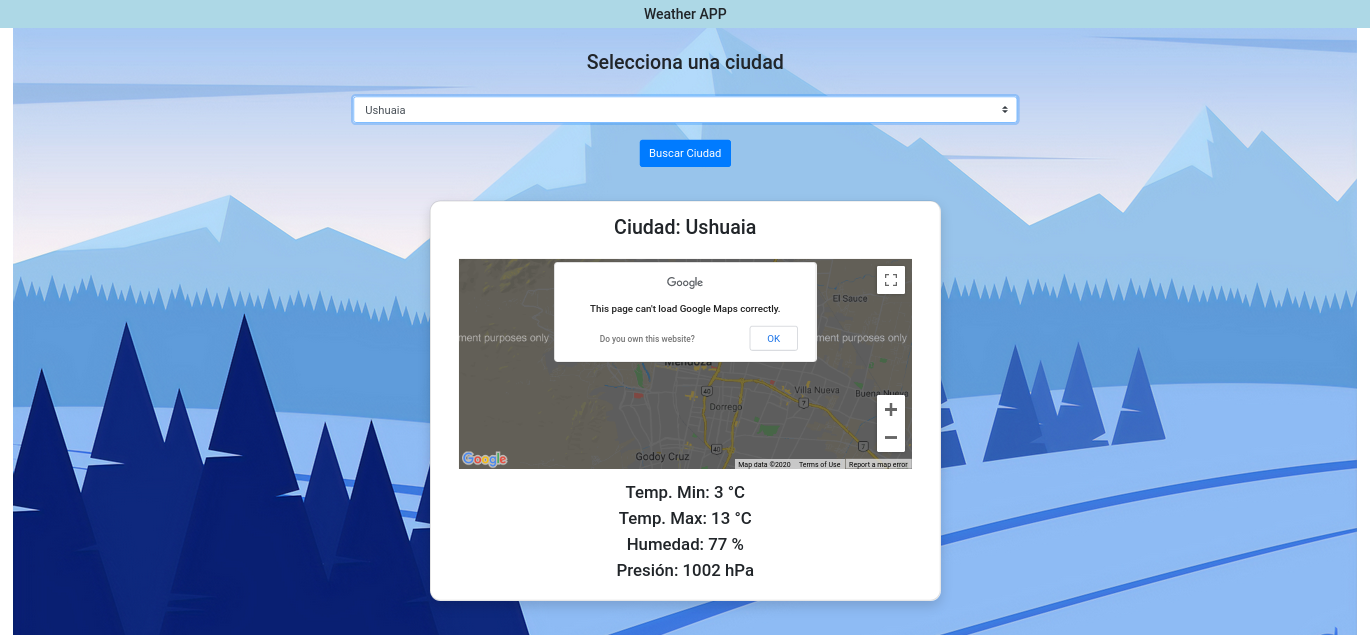 Weather APP
Selecciona una ciudad
Ushuaia
Buscar Ciudad
Ciudad: Ushuaia
Google
This page can't load Google Maps correctly.
Do you own this website?
OK
El Sauce
ment purposes only
ment purposes only
Mendoza
40
Villa Nueva
Buena Nueva
7
Dorrego
Godoy Cruz
40
7
Google
Map data ©2020
Terms of Use
Report a map error
Temp. Min: 3 °C
Temp. Max: 13 °C
Humedad: 77 %
Presión: 1002 hPa